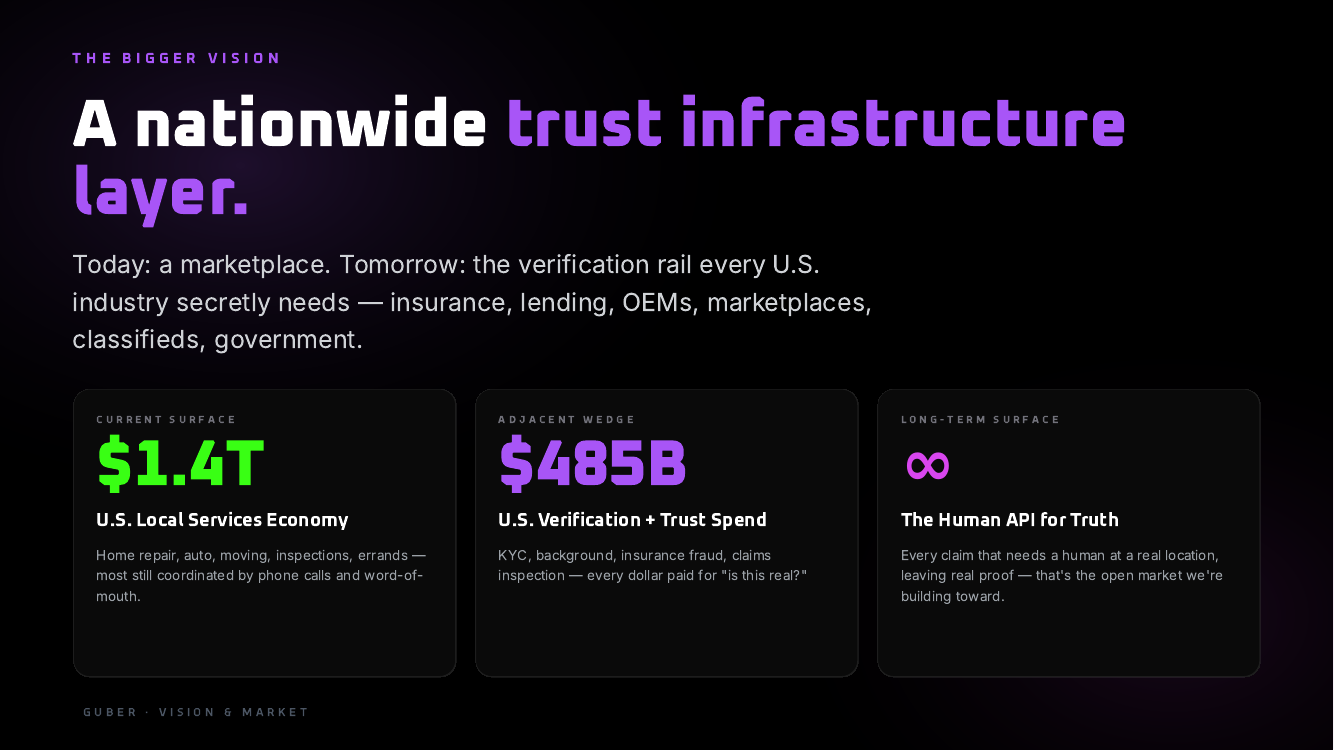 THE BIGGER VISION
A nationwide trust infrastructure
layer.
Today: a marketplace. Tomorrow: the verification rail every U.S.
industry secretly needs — insurance, lending, OEMs, marketplaces,
classifieds, government.
CURRENT SURFACE
$1.4T
U.S. Local Services Economy
Home repair, auto, moving, inspections, errands —
most still coordinated by phone calls and word-of-
mouth.
ADJACENT WEDGE
$485B
U.S. Verification + Trust Spend
KYC, background, insurance fraud, claims
inspection — every dollar paid for "is this real?"
LONG-TERM SURFACE
∞
The Human API for Truth
Every claim that needs a human at a real location,
leaving real proof — that's the open market we're
building toward.
GUBER · VISION & MARKET